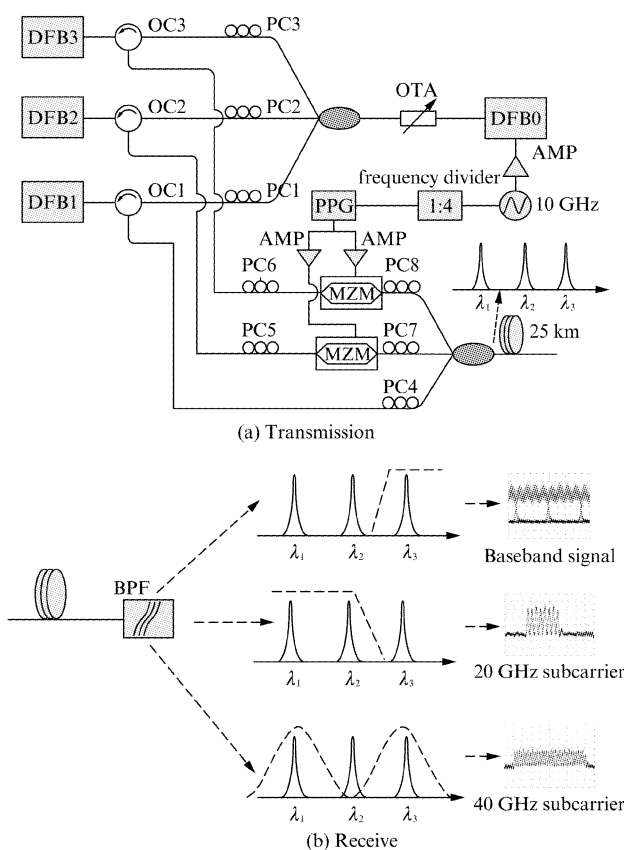 DFB3
OC3
PC3
DFB2
OC2
PC2
OTA
DFB0
AMP
DFB1
OC1
PC1
frequency divider
PPG
1:4
10 GHz
AMP
AMP
PC6
MZM
PC8
λ1
λ2
λ3
PC5
MZM
PC7
25 km
PC4
(a) Transmission
λ1
λ2
λ3
Baseband signal
BPF
λ1
λ2
λ3
20 GHz subcarrier
λ1
λ2
λ3
40 GHz subcarrier
(b) Receive